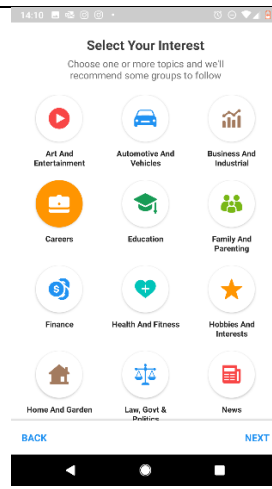 14:10
Select Your Interest
Choose one or more topics and we'll
recommend some groups to follow
Art And
Entertainment
Automotive And
Vehicles
Business And
Industrial
Careers
Education
Family And
Parenting
Finance
Health And Fitness
Hobbies And
Interests
Home And Garden
Law, Govt &
Politics
News
BACK
NEXT